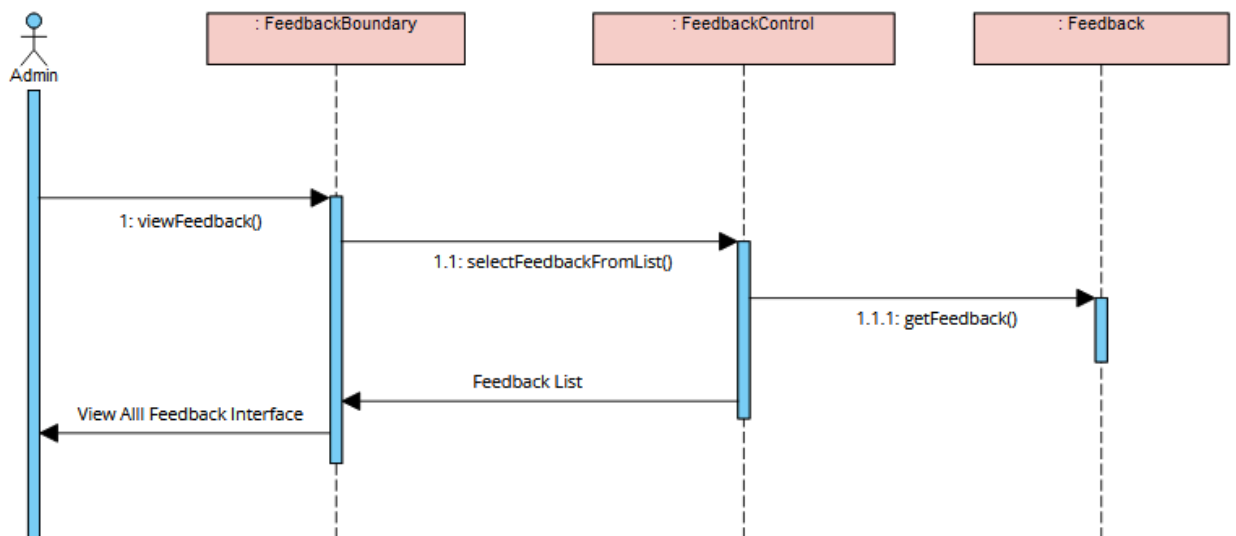 : FeedbackBoundary
: FeedbackControl
: Feedback
Admin
1: viewFeedback()
1.1: selectFeedbackFromList()
1.1.1: getFeedback()
Feedback List
View Alll Feedback Interface